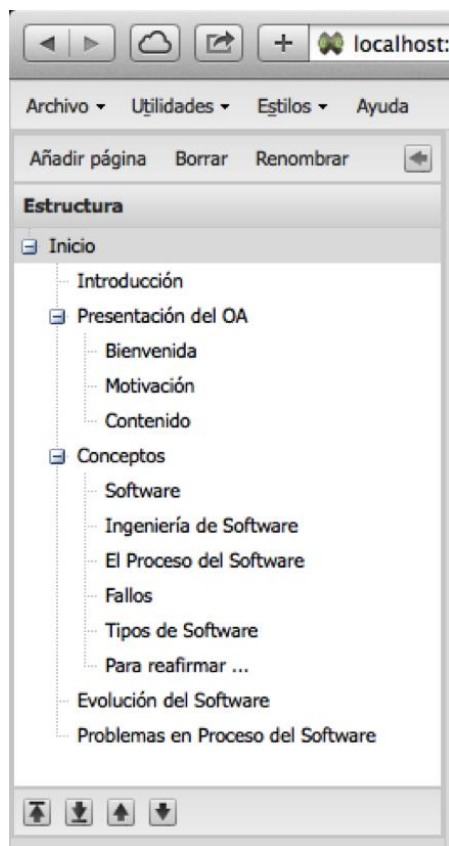 localhost:
Archivo Utilidades Estilos Ayuda
Añadir página Borrar Renombrar
Estructura
Inicio
Introducción
Presentación del OA
Bienvenida
Motivación
Contenido
Conceptos
Software
Ingeniería de Software
El Proceso del Software
Fallos
Tipos de Software
Para reafirmar ...
Evolución del Software
Problemas en Proceso del Software